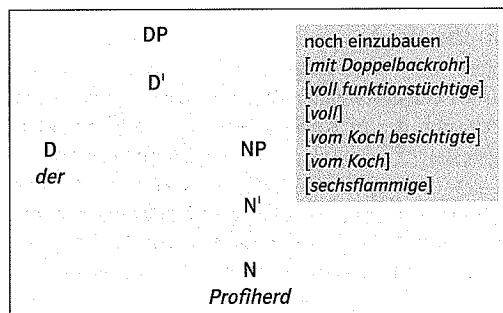 DP
D'
D
der
NP
N'
N
Profiherd
noch einzubauen
[mit Doppelbackrohr]
[voll funktionstüchtige]
[voll]
[vom Koch besichtigte]
[vom Koch]
[sechsflammige]